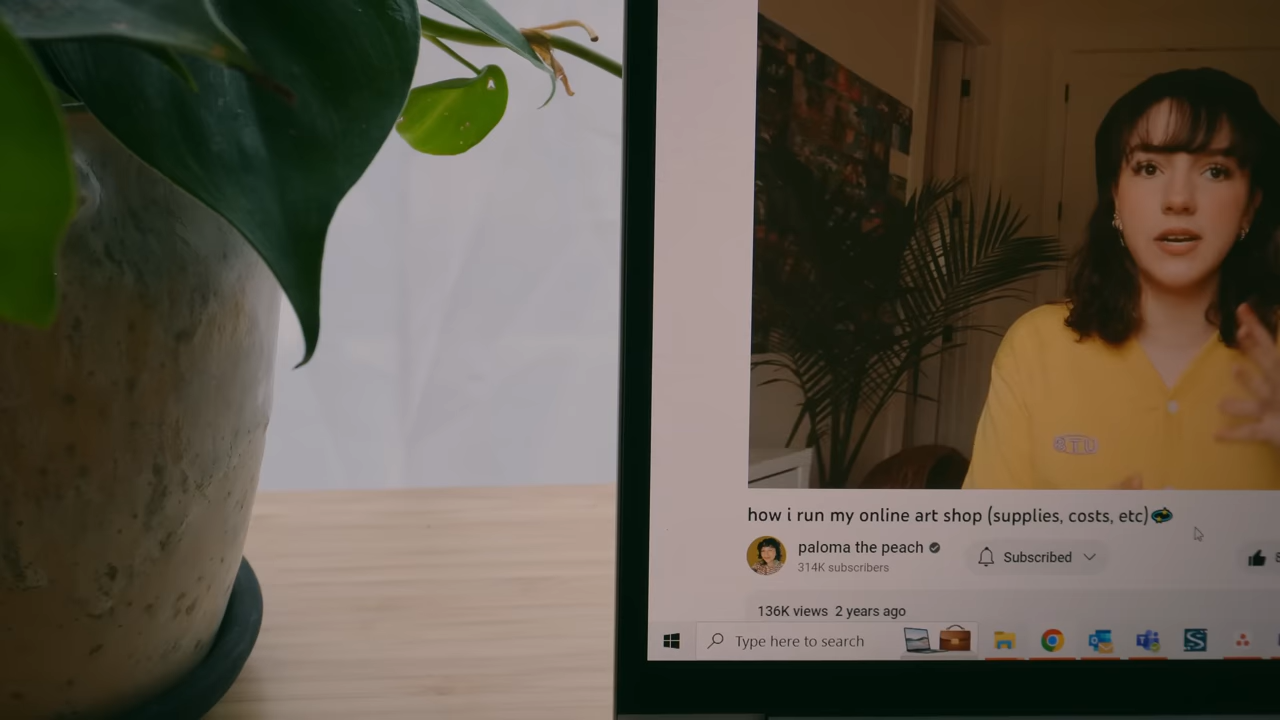 STU
how i run my online art shop (supplies, costs, etc)
paloma the peach
Subscribed
314K subscribers
136K views 2 years ago
Type here to search